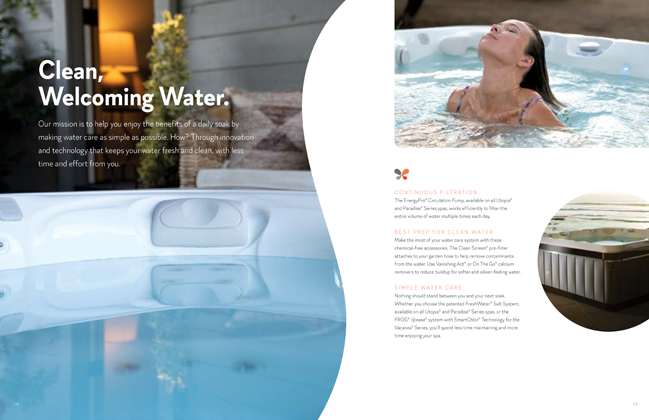 Clean,
Welcoming Water.
Our mission is to help you enjoy the benefits of a daily soak by
making water care as simple as possible. How? Through innovation
and technology that keeps your water fresh and clean, with less
time and effort from you.
CONTINUOUS FILTRATION
The EnergyPro® Circulation Pump, available on all Utopia®
and Paradise® Series spas, works efficiently to filter the
entire volume of water multiple times each day.
BEST PREP FOR CLEAN WATER
Make the most of your water care system with these
chemical-free accessories. The Clean Screen® pre-filter
attaches to your garden hose to help remove contaminants
from the water. Use Vanishing Act® or On The Go® calcium
removers to reduce buildup for softer and silkier-feeling water.
SIMPLE WATER CARE
Nothing should stand between you and your next soak.
Whether you choose the patented FreshWater® Salt System,
available on all Utopia® and Paradise® Series spas, or the
FROG® @ease® system with SmartChlor® Technology for the
Vacanza® Series, you'll spend less time maintaining and more
time enjoying your spa.